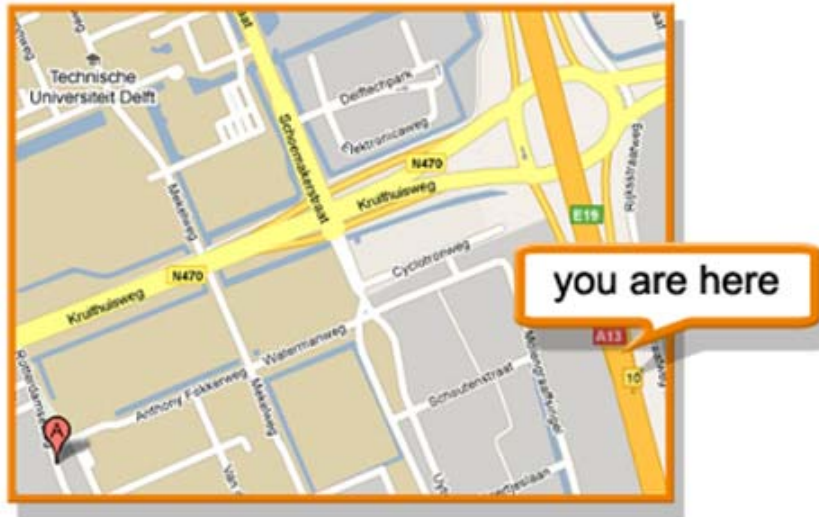 Technische
Universiteit Delft
Delftechpark
Elektronicaweg
Schoemakerstraat
N470
Kruithuisweg
Mekelweg
E19
Rijksstraatweg
you are here
Cyclotronweg
N470
Kruithuisweg
A13
Watermanweg
10
Schoutenstraat
Anthony Fokkerweg
Mekelweg
A